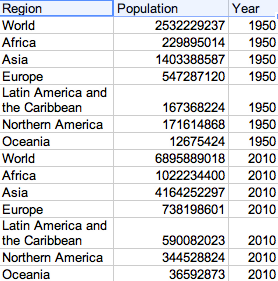 Region Population Year
World 2532229237 1950
Africa 229895014 1950
Asia 1403388587 1950
Europe 547287120 1950
Latin America and
the Caribbean 167368224 1950
Northern America 171614868 1950
Oceania 12675424 1950
World 6895889018 2010
Africa 1022234400 2010
Asia 4164252297 2010
Europe 738198601 2010
Latin America and
the Caribbean 590082023 2010
Northern America 344528824 2010
Oceania 36592873 2010